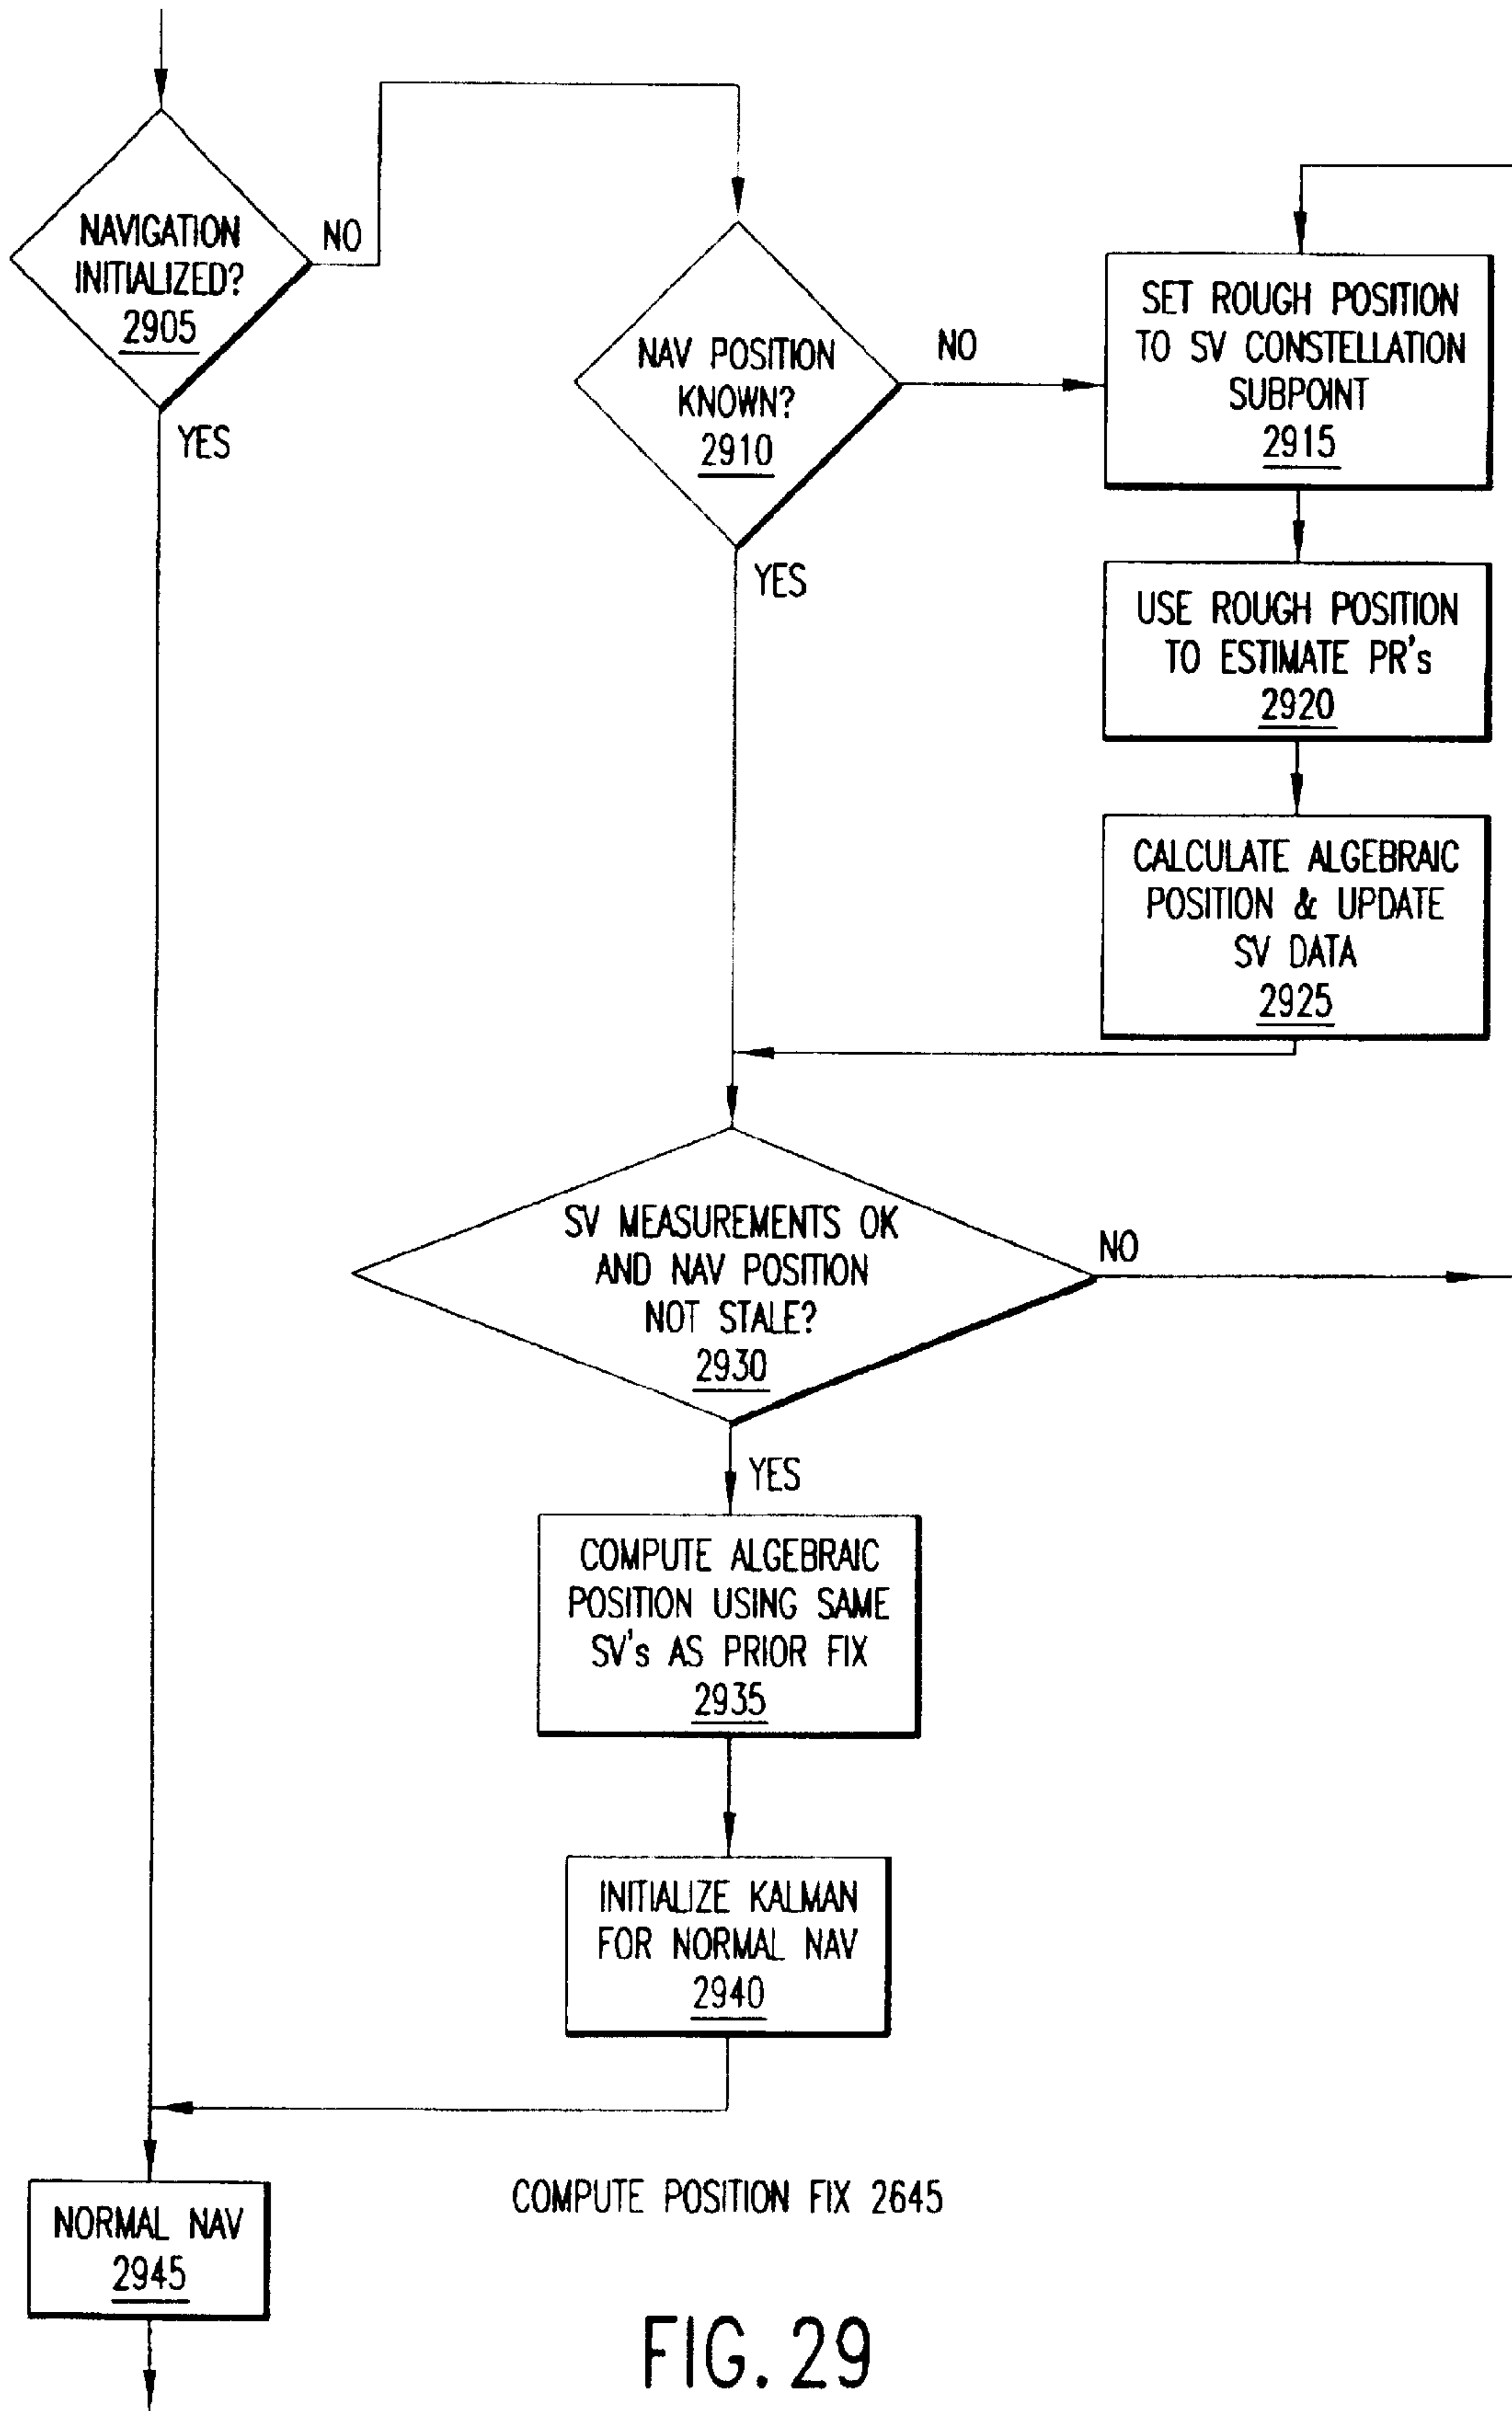 NAVIGATION
INITIALIZED?
2905
NO
YES
NAV POSITION
KNOWN?
2910
NO
YES
SET ROUGH POSITION
TO SV CONSTELLATION
SUBPOINT
2915
USE ROUGH POSITION
TO ESTIMATE PR's
2920
CALCULATE ALGEBRAIC
POSITION & UPDATE
SV DATA
2925
SV MEASUREMENTS OK
AND NAV POSITION
NOT STALE?
2930
NO
YES
COMPUTE ALGEBRAIC
POSITION USING SAME
SV's AS PRIOR FIX
2935
INITIALIZE KALMAN
FOR NORMAL NAV
2940
NORMAL NAV
2945
COMPUTE POSITION FIX 2645
FIG. 29